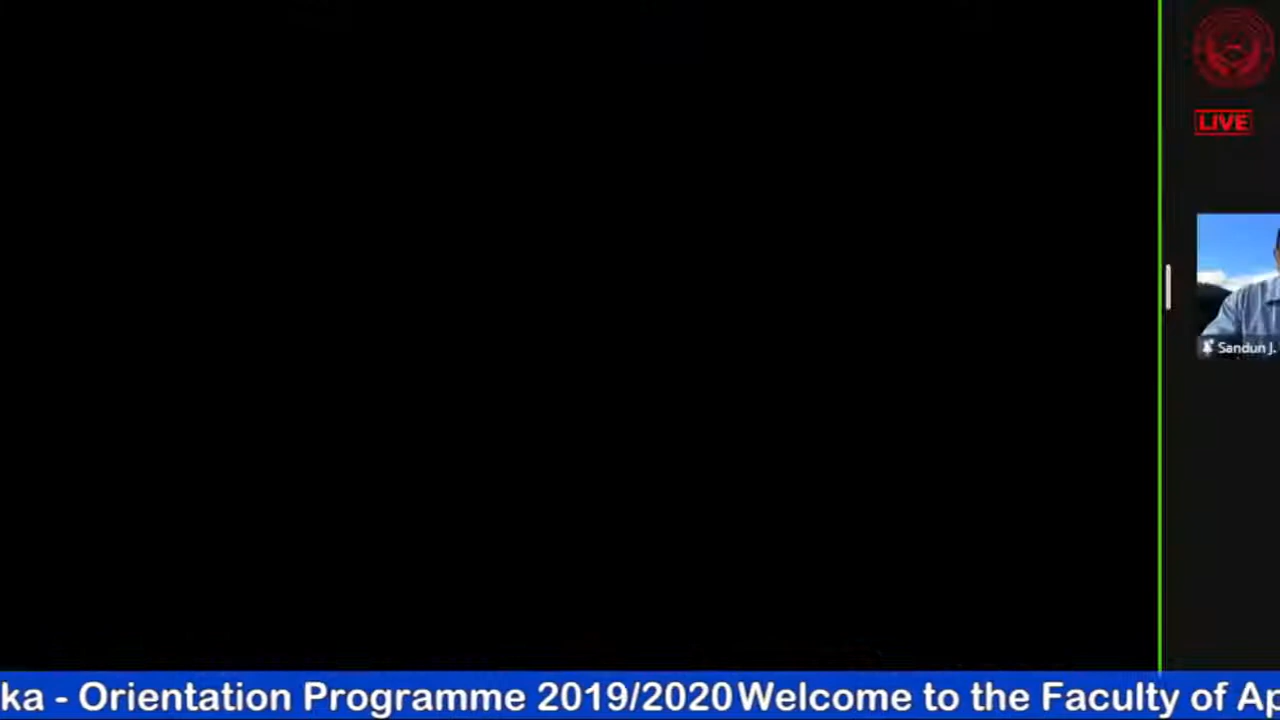 LIVE
Sandun J.
ka - Orientation Programme 2019/2020 Welcome to the Faculty of Ap